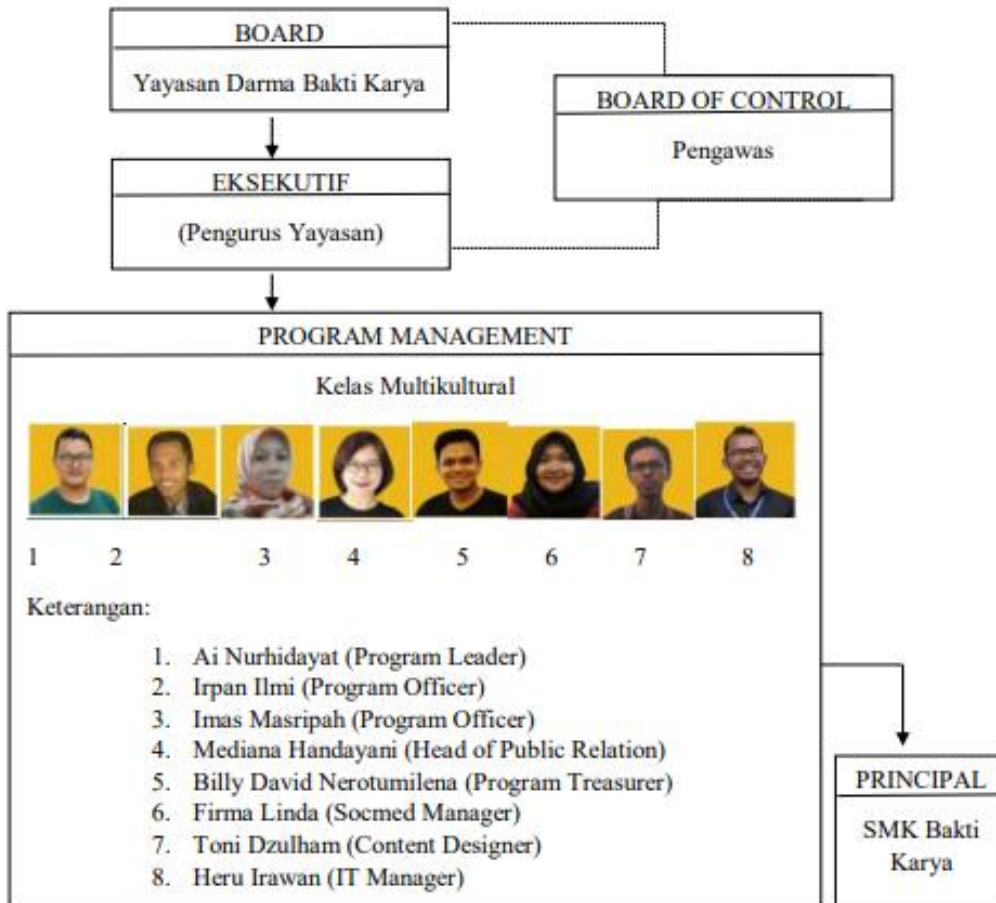 BOARD
Yayasan Darma Bakti Karya
BOARD OF CONTROL
Pengawas
EKSEKUTIF
(Pengurus Yayasan)
PROGRAM MANAGEMENT
Kelas Multikultural
1 2 3 4 5 6 7 8
Keterangan:
1. Ai Nurhidayat (Program Leader)
2. Irpan Ilmi (Program Officer)
3. Imas Masripah (Program Officer)
4. Mediana Handayani (Head of Public Relation)
5. Billy David Nerotumilena (Program Treasurer)
6. Firma Linda (Socmed Manager)
7. Toni Dzulham (Content Designer)
8. Heru Irawan (IT Manager)
PRINCIPAL
SMK Bakti
Karya